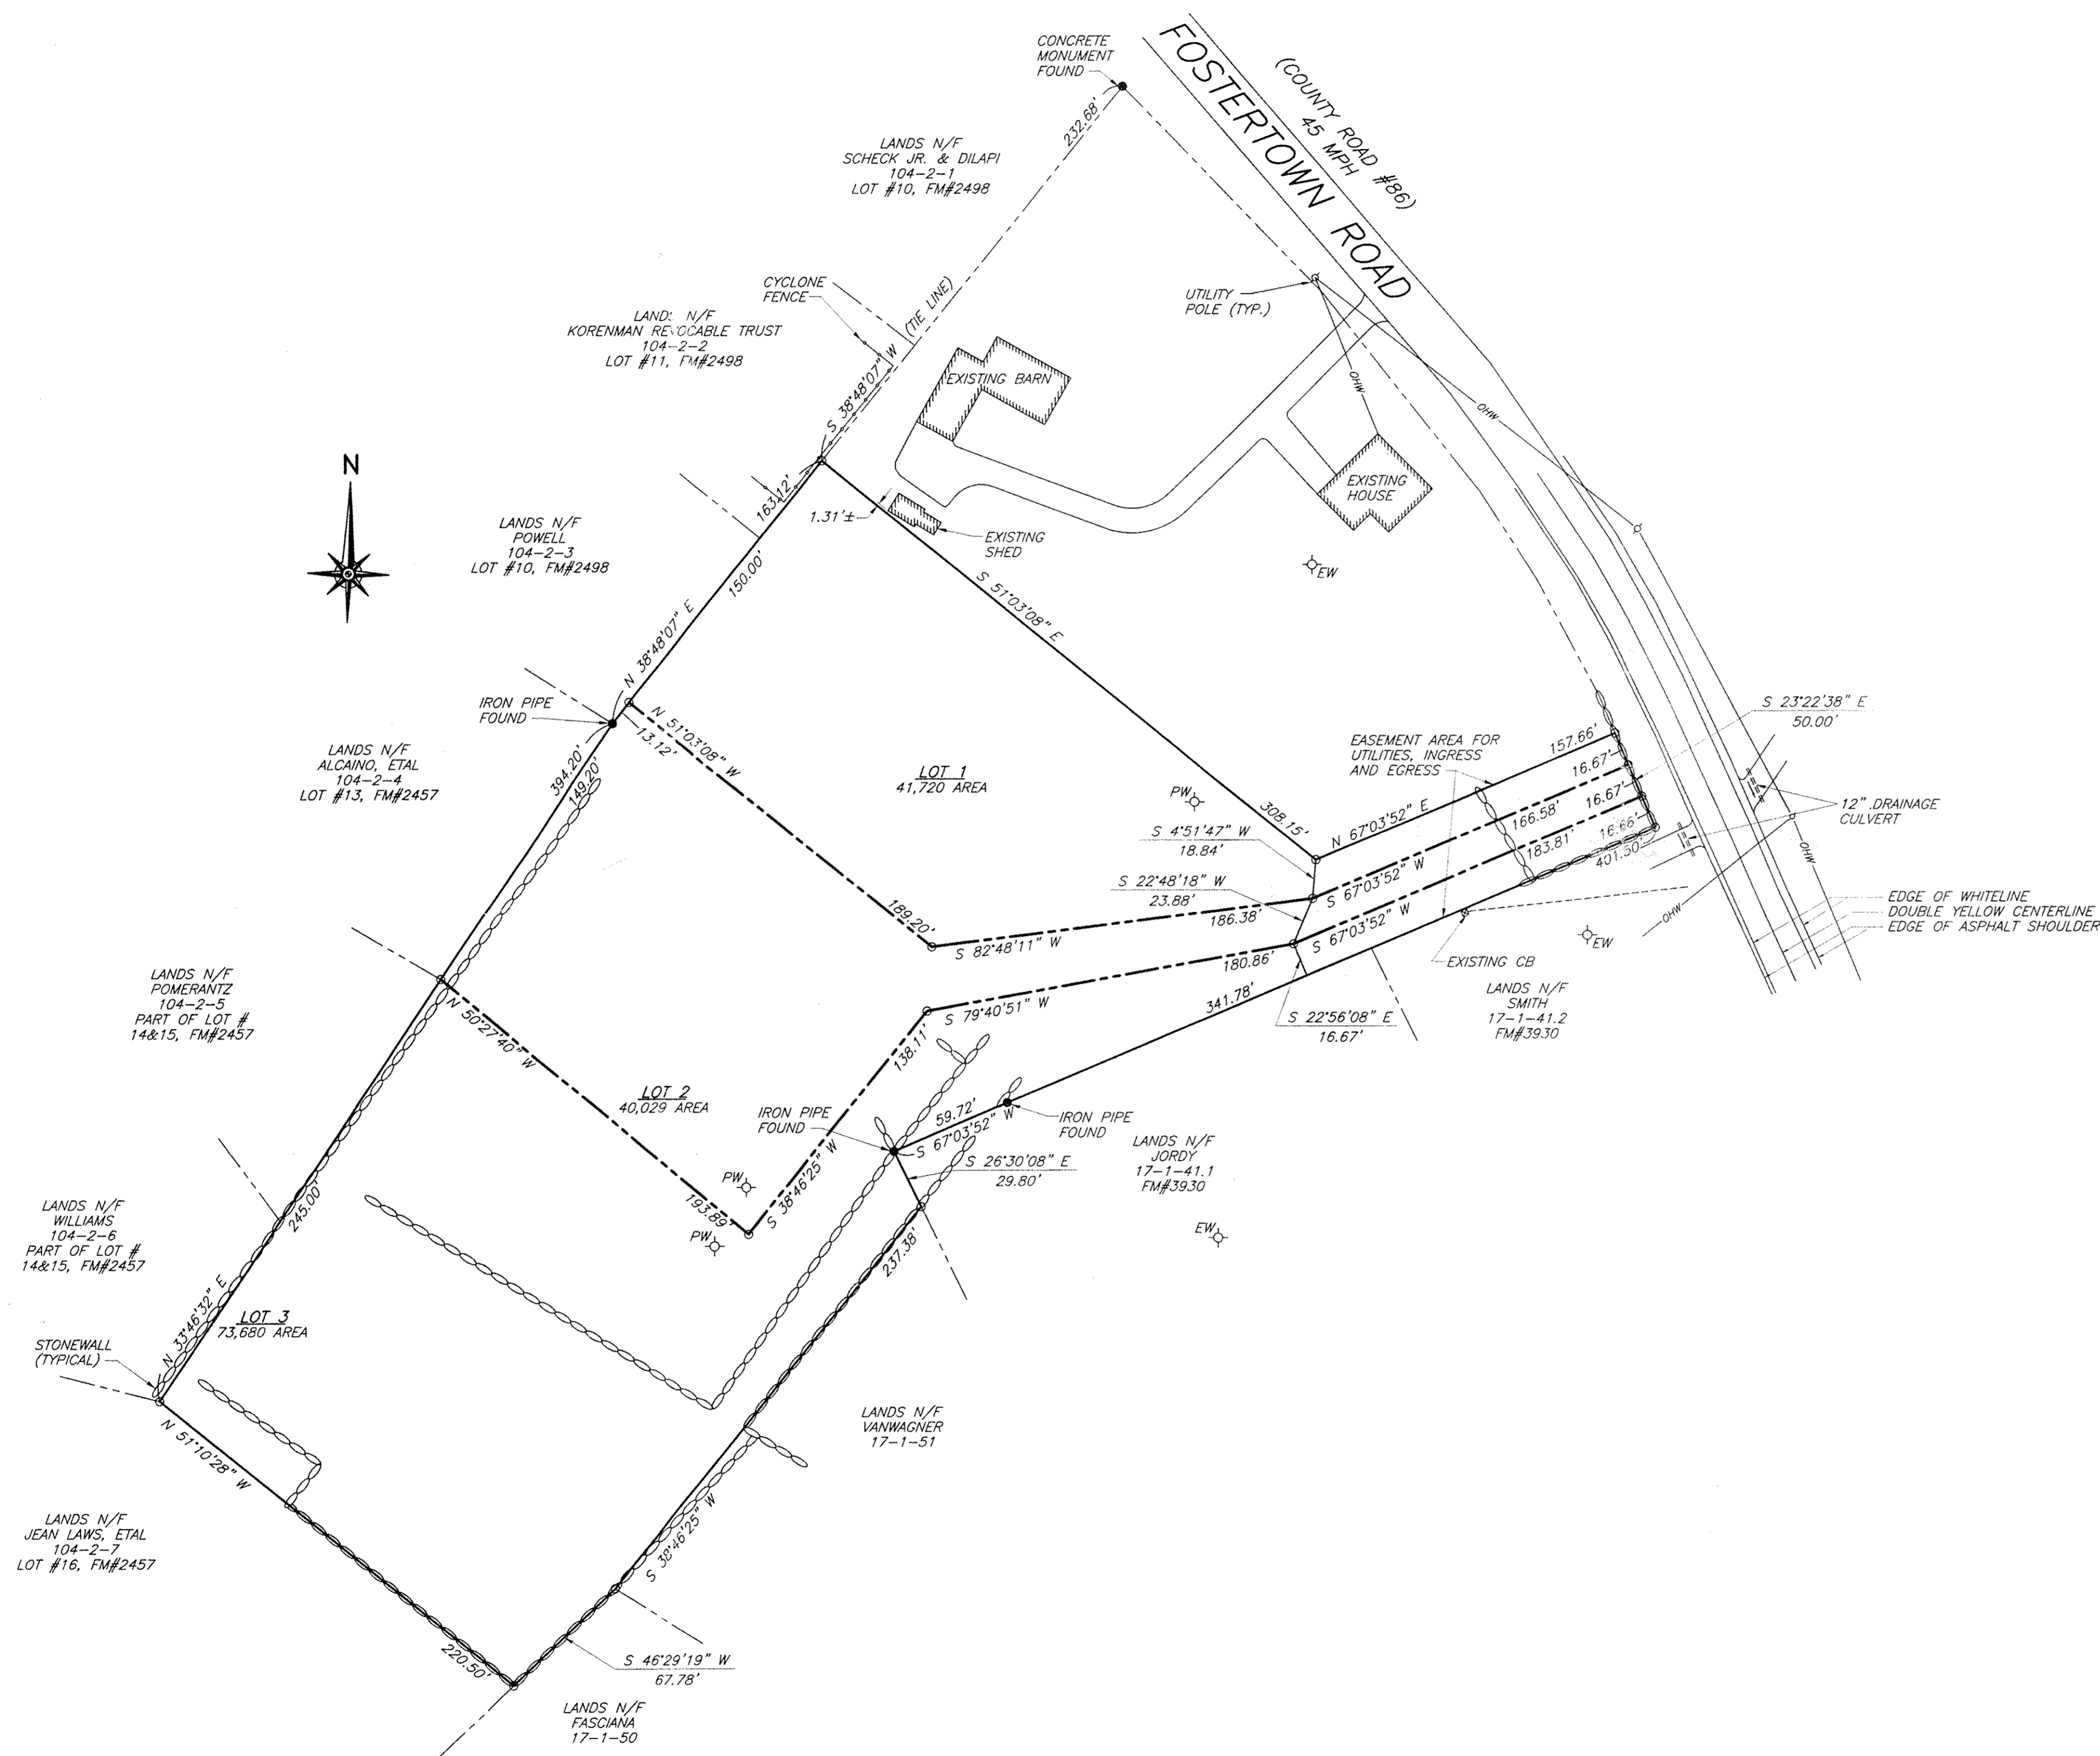 CONCRETE
MONUMENT
FOUND
FOSTERTOWN ROAD
(COUNTY ROAD #86)
45 MPH
232.68'
LANDS N/F
SCHECK JR. & DILAPI
104-2-1
LOT #10, FM#2498
CYCLONE
FENCE
(TIE LINE)
S 38°48'07" W
UTILITY
POLE (TYP.)
N/F
KORENMAN REVOCABLE TRUST
104-2-2
LOT #11, FM#2498
EXISTING BARN
OHW
OHW
N
163.12'
EXISTING
HOUSE
1.31'±
EXISTING
SHED
LANDS N/F
POWELL
104-2-3
LOT #10, FM#2498
150.00'
EW
S 51°03'08" E
N 38°48'07" E
IRON PIPE
FOUND
13.12'
N 51°03'08" W
S 23°22'38" E
50.00'
LANDS N/F
ALCAINO, ETAL
104-2-4
LOT #13, FM#2457
394.20'
149.20'
LOT 1
41,720 AREA
EASEMENT AREA FOR
UTILITIES, INGRESS
AND EGRESS
157.66'
16.67'
PW
308.15'
N 67°03'52" E
166.58'
16.67'
12" DRAINAGE
CULVERT
S 4°51'47" W
18.84'
183.81'
16.66'
401.50'
OHW
S 22°48'18" W
23.88'
S 67°03'52" W
189.20'
186.38'
S 67°03'52" W
S 82°48'11" W
EDGE OF WHITELINE
DOUBLE YELLOW CENTERLINE
EDGE OF ASPHALT SHOULDER
OHW
EW
180.86'
EXISTING CB
LANDS N/F
POMERANTZ
104-2-5
PART OF LOT #
14&15, FM#2457
N 50°27'40" W
S 79°40'51" W
341.78'
S 22°56'08" E
16.67'
LANDS N/F
SMITH
17-1-41.2
FM#3930
138.11'
LOT 2
40,029 AREA
IRON PIPE
FOUND
59.72'
S 67°03'52" W
IRON PIPE
FOUND
LANDS N/F
JORDY
17-1-41.1
FM#3930
S 26°30'08" E
29.80'
PW
193.89'
PW
S 38°46'25" W
EW
LANDS N/F
WILLIAMS
104-2-6
PART OF LOT #
14&15, FM#2457
245.00'
237.38'
N 33°46'32" E
LOT 3
73,680 AREA
STONEWALL
(TYPICAL)
N 51°10'28" W
LANDS N/F
VANWAGNER
17-1-51
LANDS N/F
JEAN LAWS, ETAL
104-2-7
LOT #16, FM#2457
S 38°46'25" W
220.50'
S 46°29'19" W
67.78'
LANDS N/F
FASCIANA
17-1-50